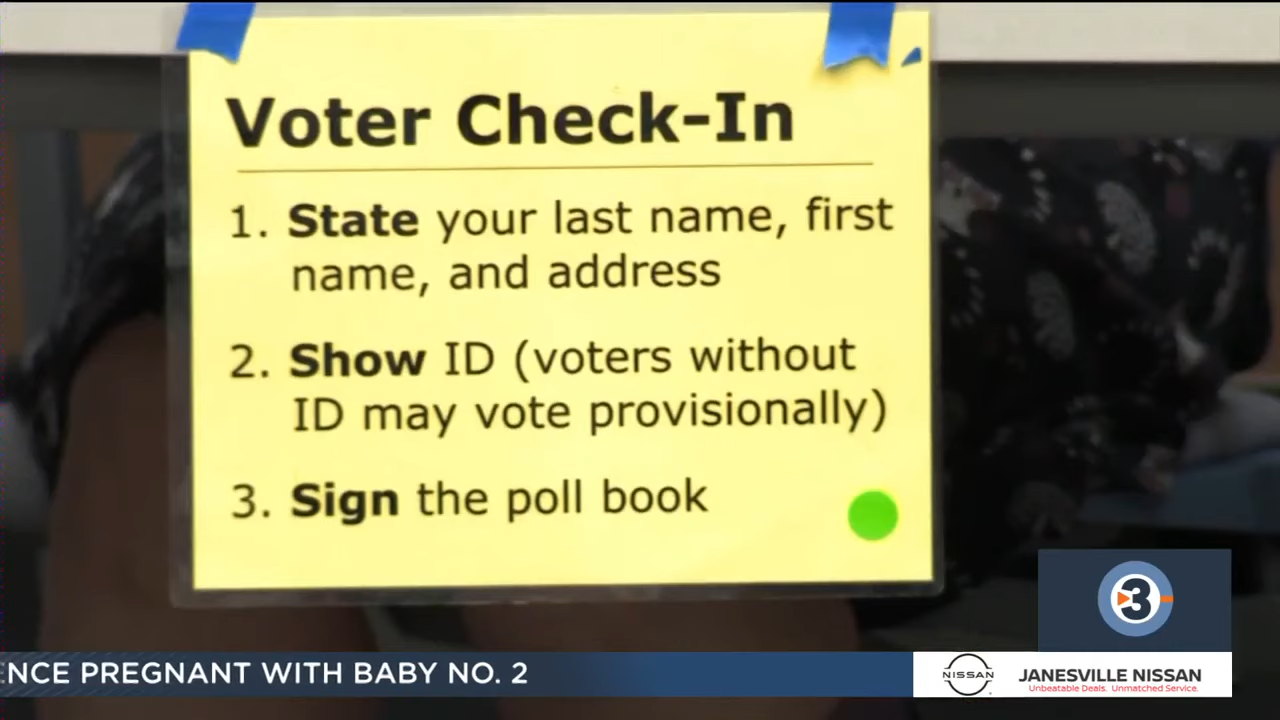 Voter Check-In
1. State your last name, first
name, and address
2. Show ID (voters without
ID may vote provisionally)
3. Sign the poll book
3
NCE PREGNANT WITH BABY NO. 2
NISSAN
JANESVILLE NISSAN
Unbeatable Deals. Unmatched Service.